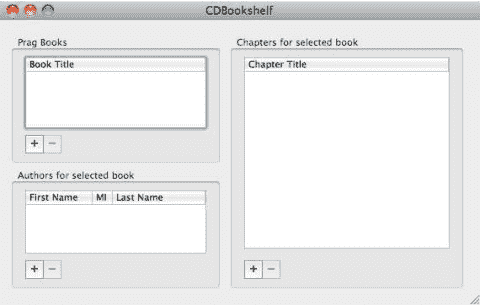 CDBookshelf
Prag Books
Book Title
+ −
Authors for selected book
First Name MI Last Name
+ −
Chapters for selected book
Chapter Title
+ −